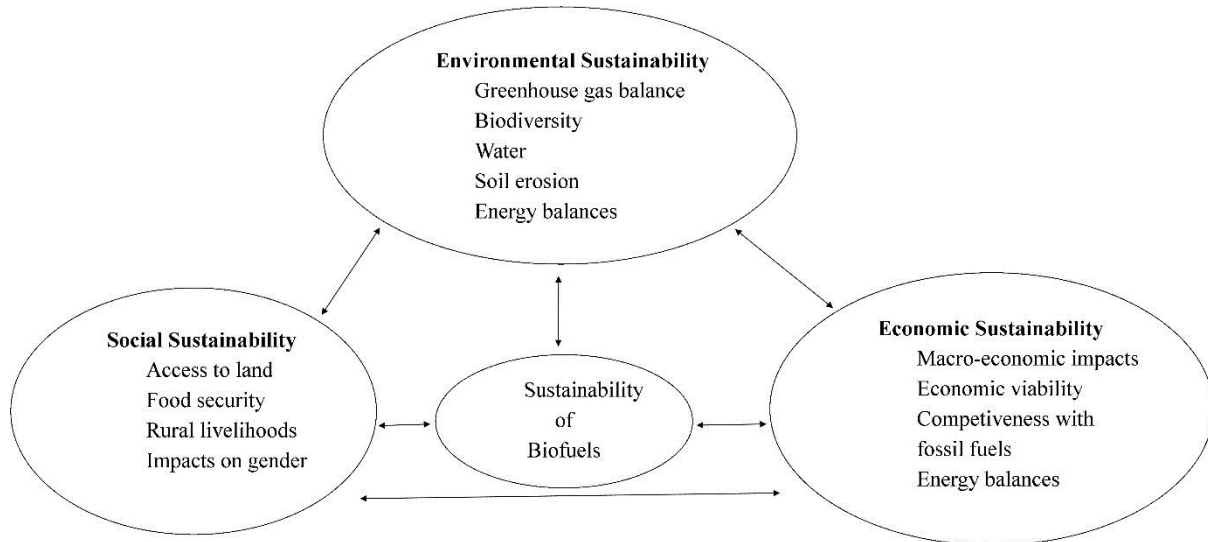 Environmental Sustainability
Greenhouse gas balance
Biodiversity
Water
Soil erosion
Energy balances
Social Sustainability
Access to land
Food security
Rural livelihoods
Impacts on gender
Sustainability
of
Biofuels
Economic Sustainability
Macro-economic impacts
Economic viability
Competiveness with
fossil fuels
Energy balances